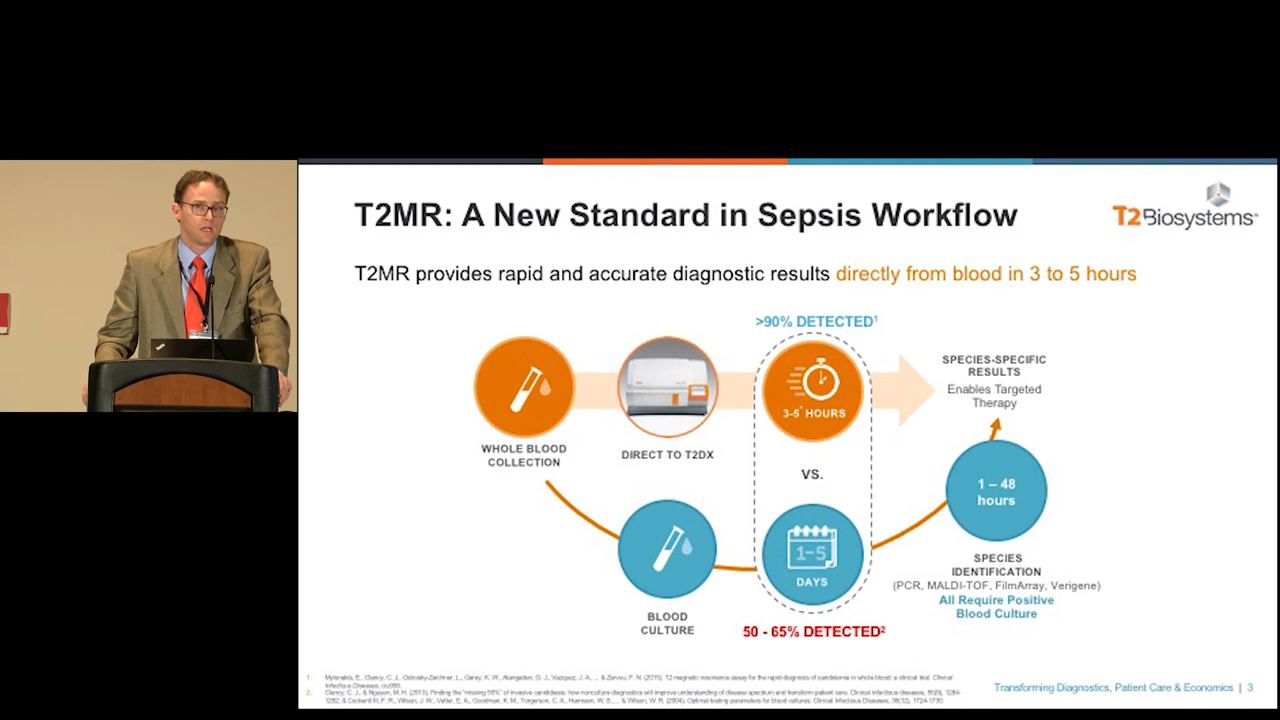 T2MR: A New Standard in Sepsis Workflow
T2Biosystems®
T2MR provides rapid and accurate diagnostic results directly from blood in 3 to 5 hours
>90% DETECTED¹
WHOLE BLOOD
COLLECTION
DIRECT TO T2DX
3-5* HOURS
SPECIES-SPECIFIC
RESULTS
Enables Targeted
Therapy
VS.
1 – 48
hours
BLOOD
CULTURE
1-5
DAYS
50 - 65% DETECTED²
SPECIES
IDENTIFICATION
(PCR, MALDI-TOF, FilmArray, Verigene)
All Require Positive
Blood Culture
Transforming Diagnostics, Patient Care & Economics | 3